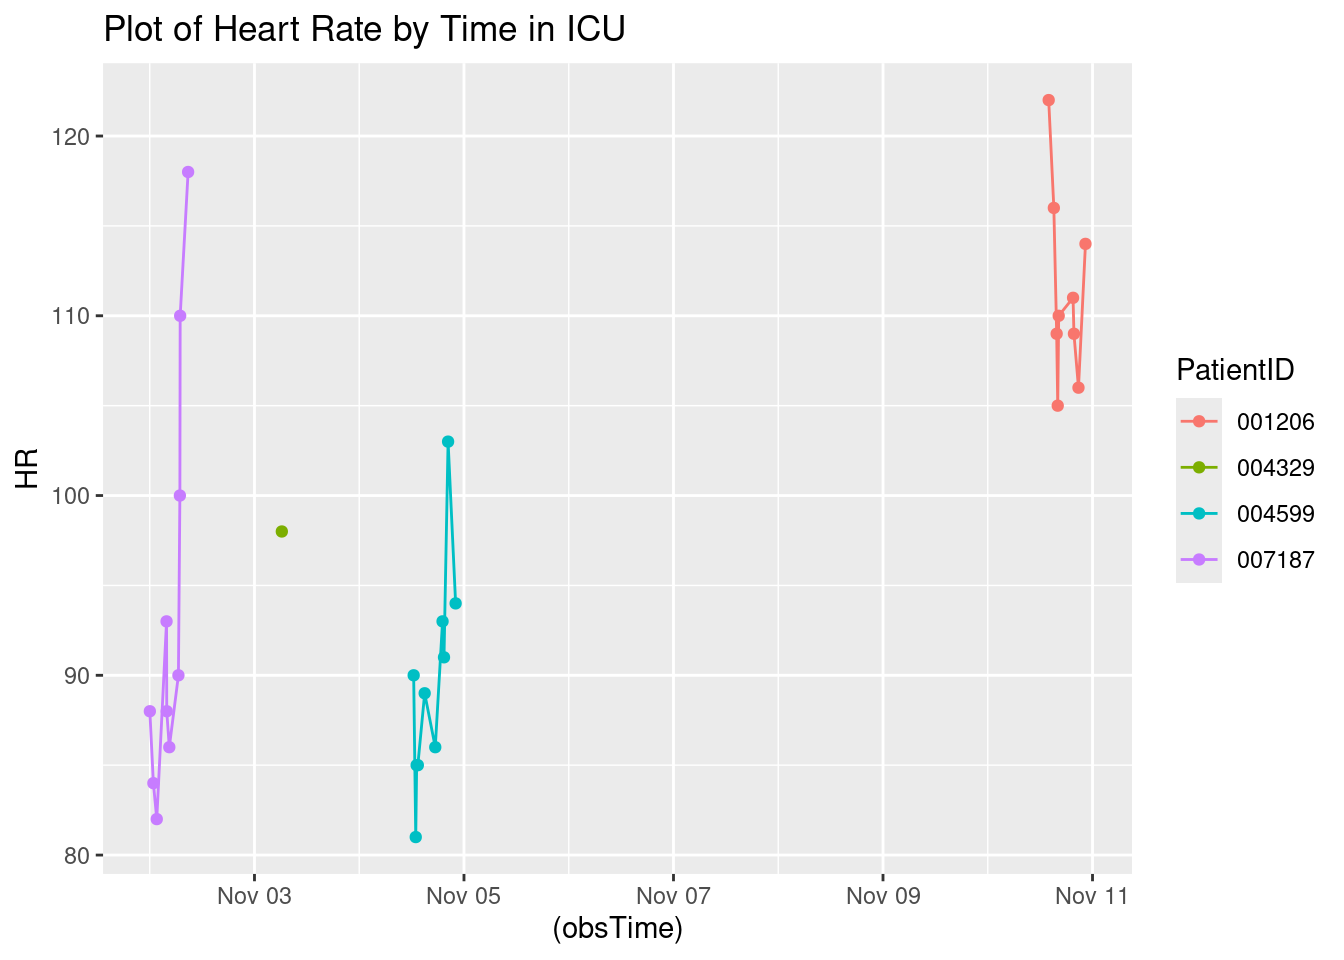 Plot of Heart Rate by Time in ICU
HR
120
110
100
90
80
Nov 03 Nov 05 Nov 07 Nov 09 Nov 11
(obsTime)
PatientID
001206
004329
004599
007187